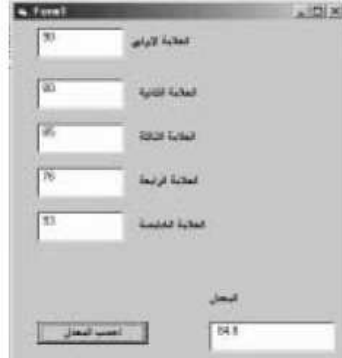 Form1
العلامة الاولى
90
العلامة الثانية
80
العلامة الثالثة
85
العلامة الرابعة
76
العلامة الخامسة
93
المعدل
احسب المعدل
84.8